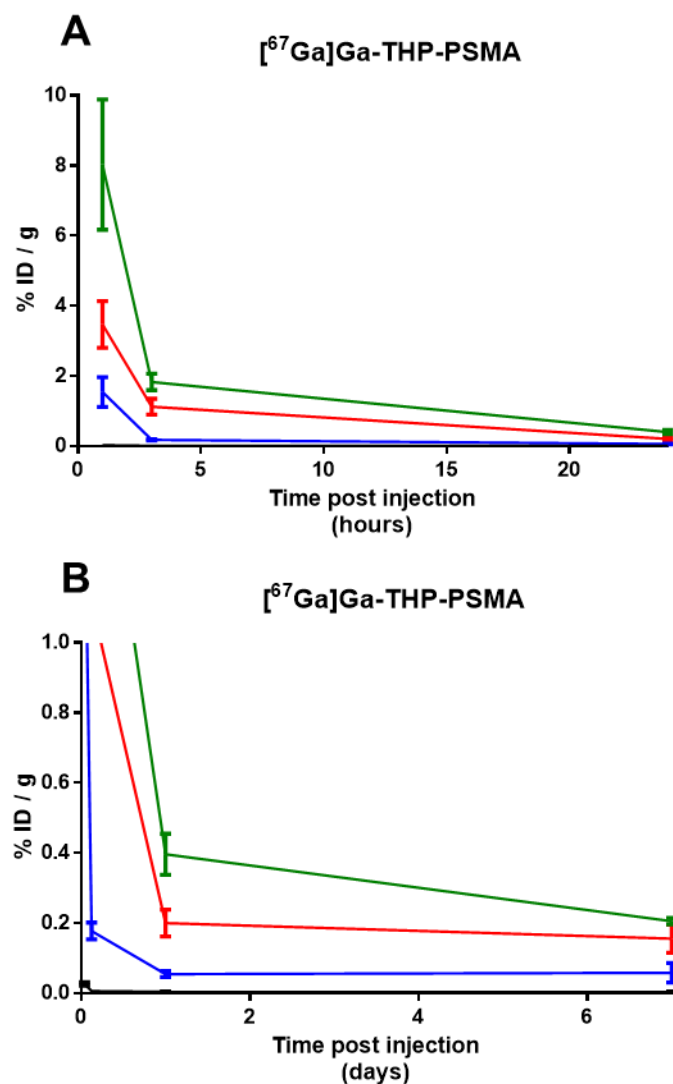 A
[⁶⁷Ga]Ga-THP-PSMA
% ID / g
10
8
6
4
2
0
0 5 10 15 20
Time post injection
(hours)
B
[⁶⁷Ga]Ga-THP-PSMA
% ID / g
1.0
0.8
0.6
0.4
0.2
0.0
0 2 4 6
Time post injection
(days)